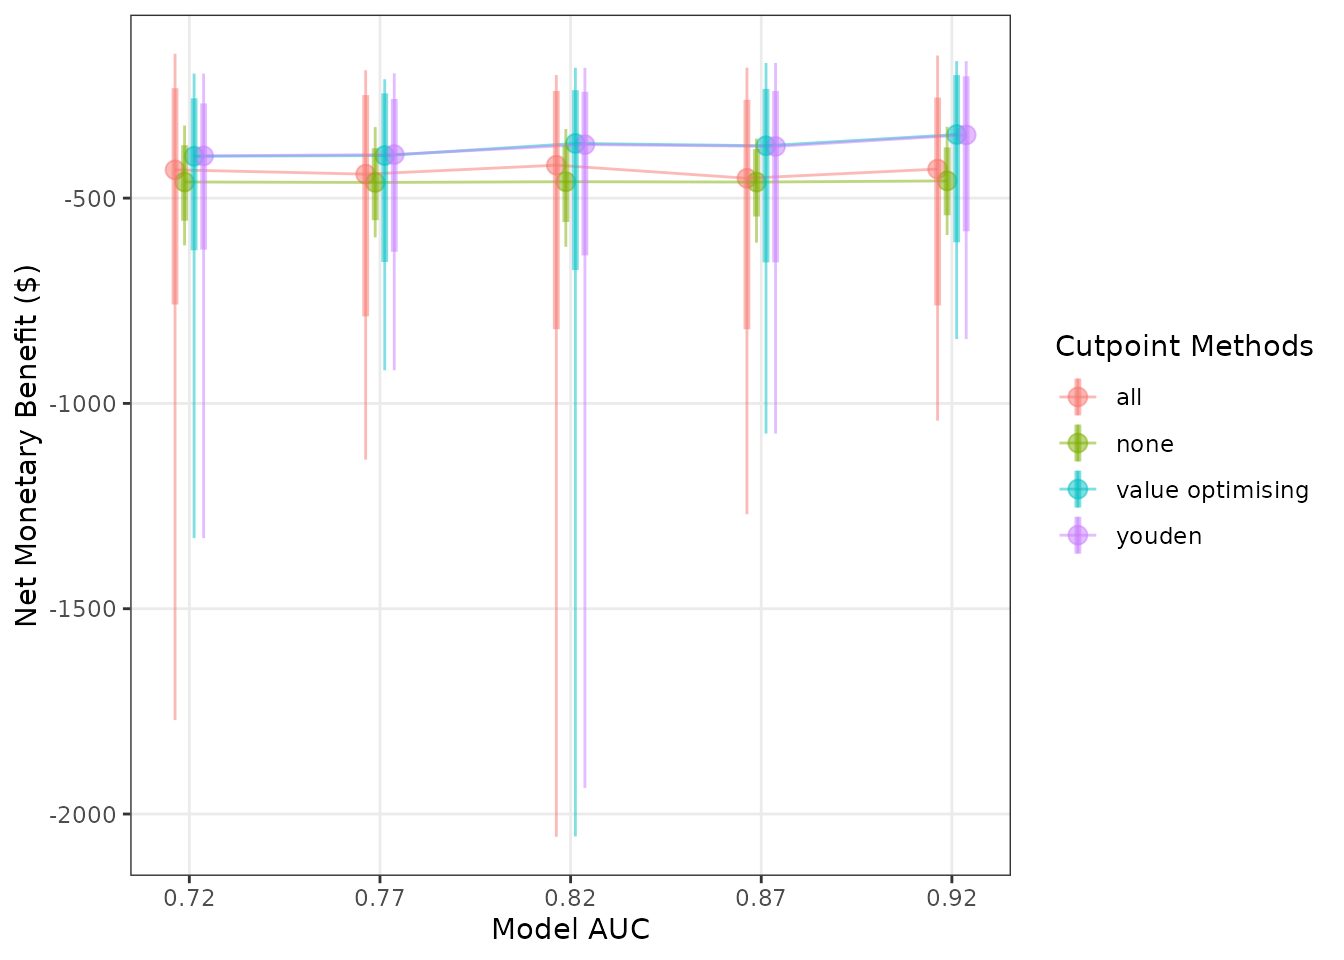 Net Monetary Benefit ($)
-500
-1000
-1500
-2000
0.72
0.77
0.82
0.87
0.92
Model AUC
Cutpoint Methods
all
none
value optimising
youden